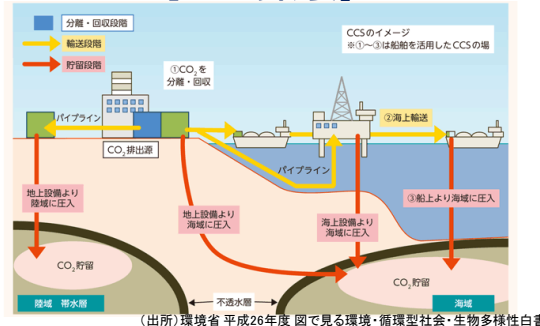 分離・回収段階
輸送段階
貯留段階
CCSのイメージ
※①~③は船舶を活用したCCSの場
①CO2を
分離・回収
②海上輸送
パイプライン
CO2排出源
パイプライン
地上設備より
陸域に圧入
地上設備より
海域に圧入
海上設備より
海域に圧入
③船上より海域に圧入
CO2貯留
CO2貯留
陸域 帯水層
不透水層
海域
(出所)環境省 平成26年度 図で見る環境・循環型社会・生物多様性白書